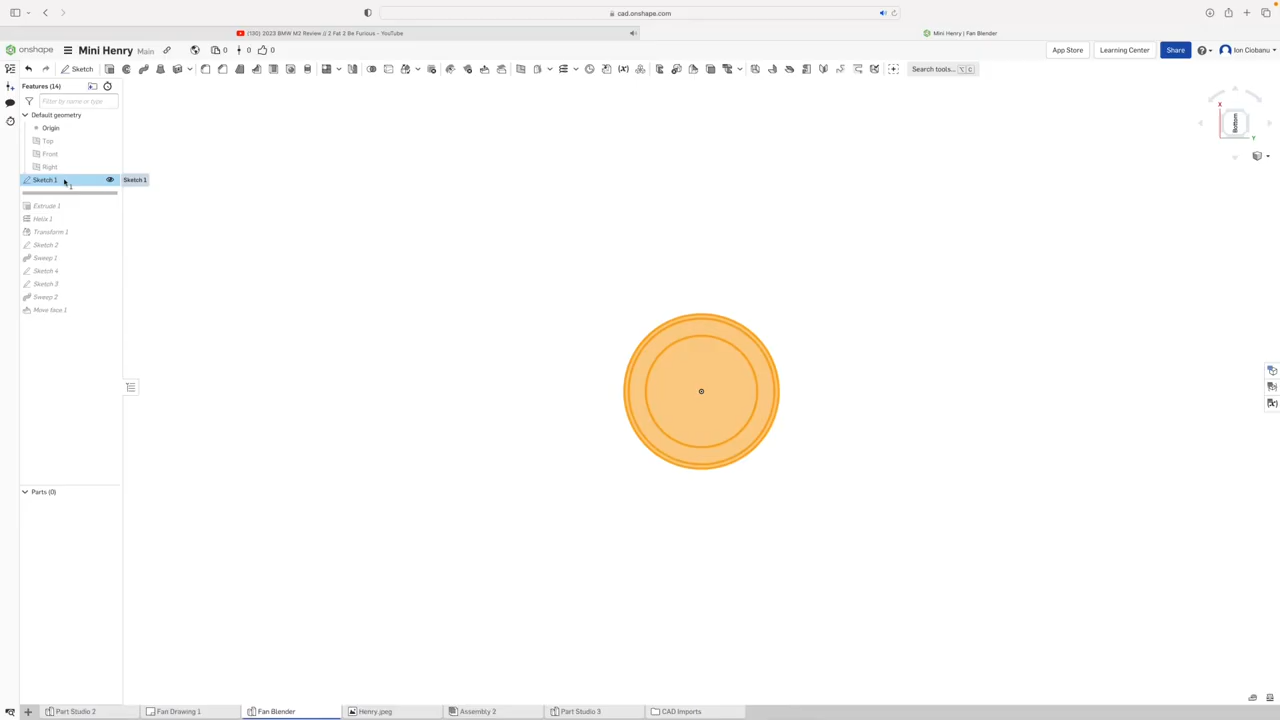 cad.onshape.com
(130) 2023 BMW M2 Review // 2 Fat 2 Be Furious - YouTube
Mini Henry | Fan Blender
onshape
Mini Henry Main
0
0
0
App Store
Learning Center
Share
Ion Ciobanu
Sketch
Search tools...
⌥ C
Features (14)
Filter by name or type
Default geometry
Origin
Top
Front
Right
Sketch 1
Sketch 1
Extrude 1
Helix 1
Transform 1
Sketch 2
Sweep 1
Sketch 4
Sketch 3
Sweep 2
Move face 1
Parts (0)
X
Bottom
Y
Part Studio 2
Fan Drawing 1
Fan Blender
Henry.jpeg
Assembly 2
Part Studio 3
CAD Imports